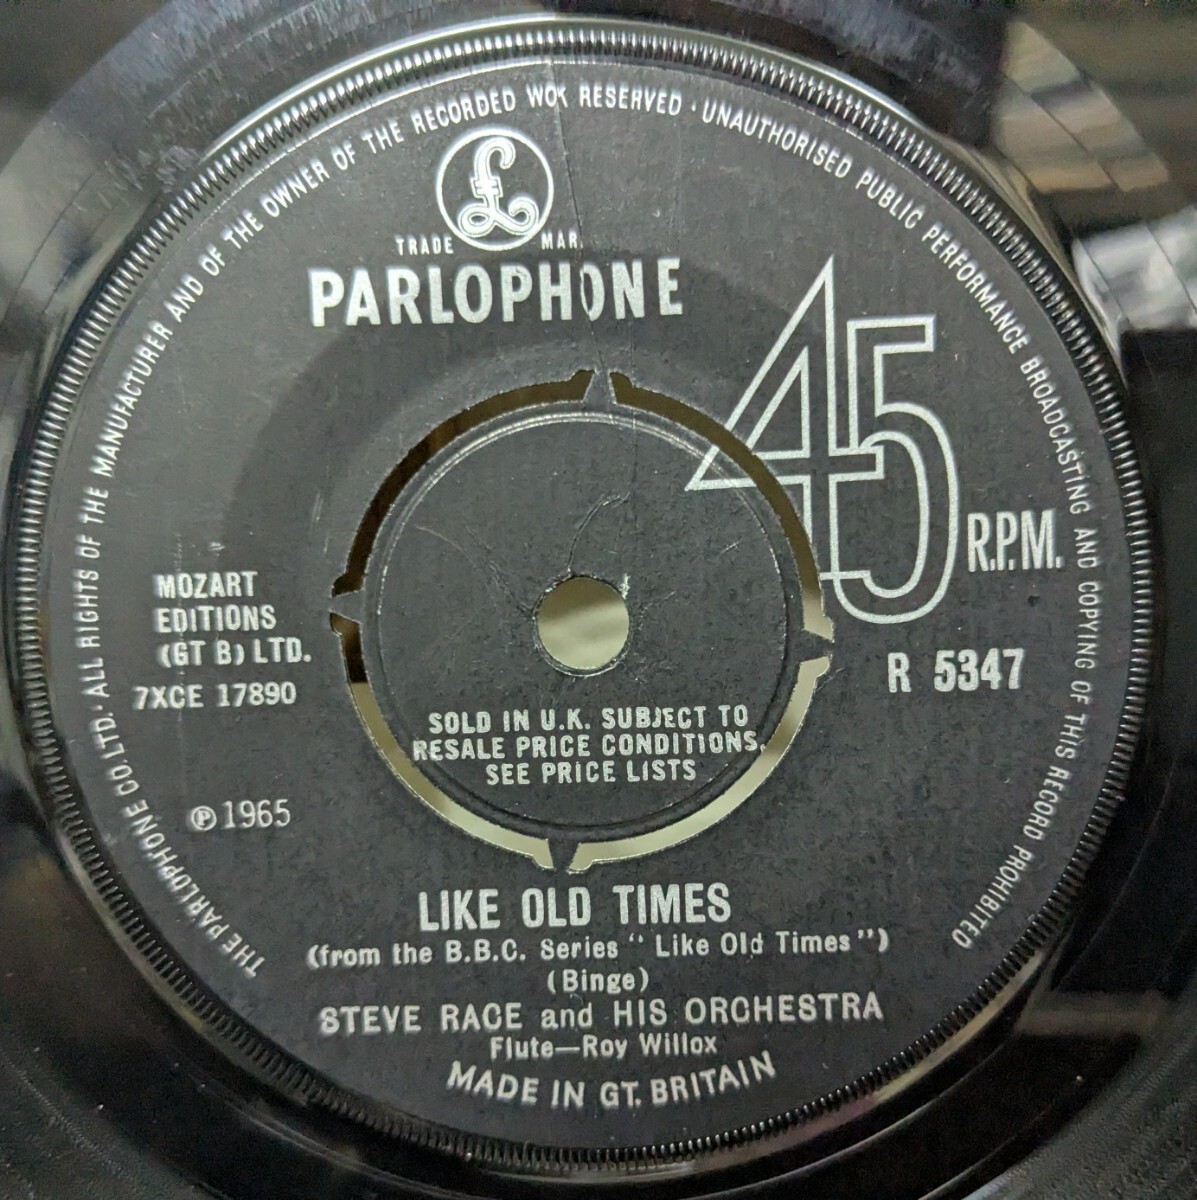 THE PARLOPHONE CO. LTD. · ALL RIGHTS OF THE MANUFACTURER AND OF THE OWNER OF THE RECORDED WO K RESERVED · UNAUTHORISED PUBLIC PERFORMANCE BROADCASTING AND COPYING OF THIS RECORD PROHIBITED
£
TRADE MAR
PARLOPHONE
45
R.P.M.
MOZART
EDITIONS
(GT B) LTD.
7XCE 17890
R 5347
SOLD IN U.K. SUBJECT TO
RESALE PRICE CONDITIONS,
SEE PRICE LISTS
℗ 1965
LIKE OLD TIMES
(from the B.B.C. Series "Like Old Times")
(Binge)
STEVE RACE and HIS ORCHESTRA
Flute—Roy Willox
MADE IN GT. BRITAIN